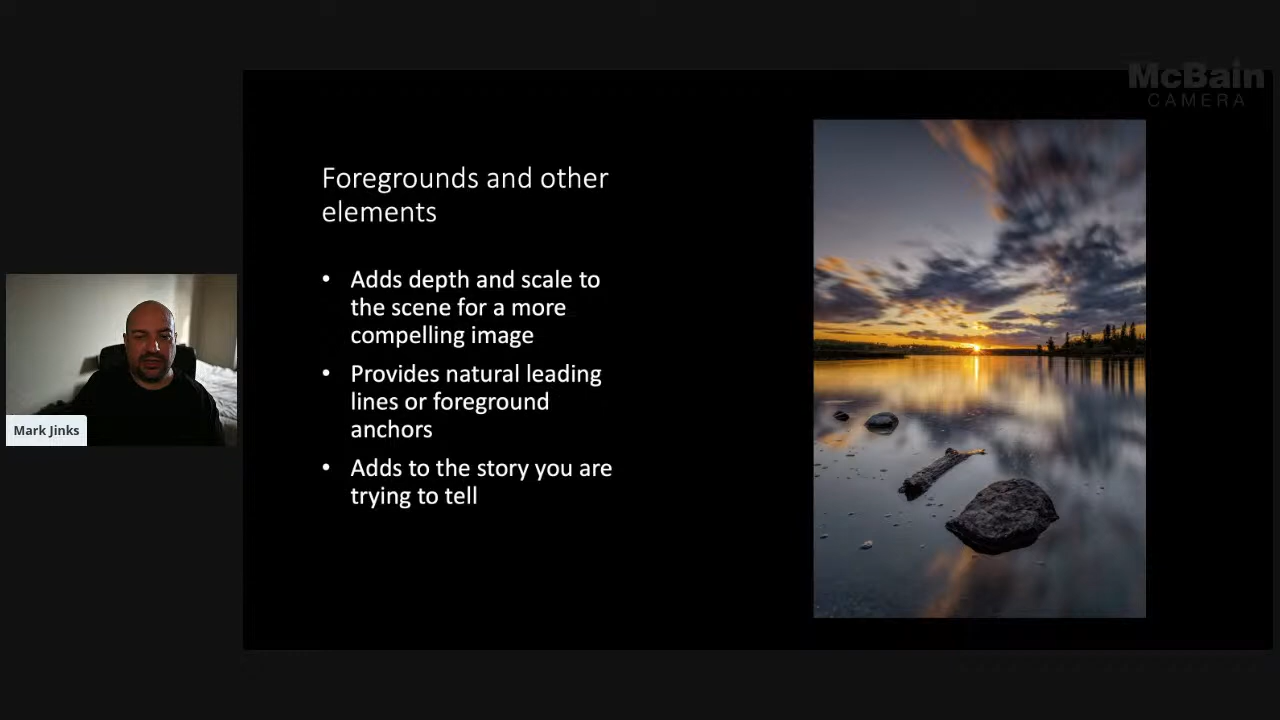 McBain
CAMERA
Foregrounds and other
elements
• Adds depth and scale to
the scene for a more
compelling image
• Provides natural leading
lines or foreground
anchors
• Adds to the story you are
trying to tell
Mark Jinks